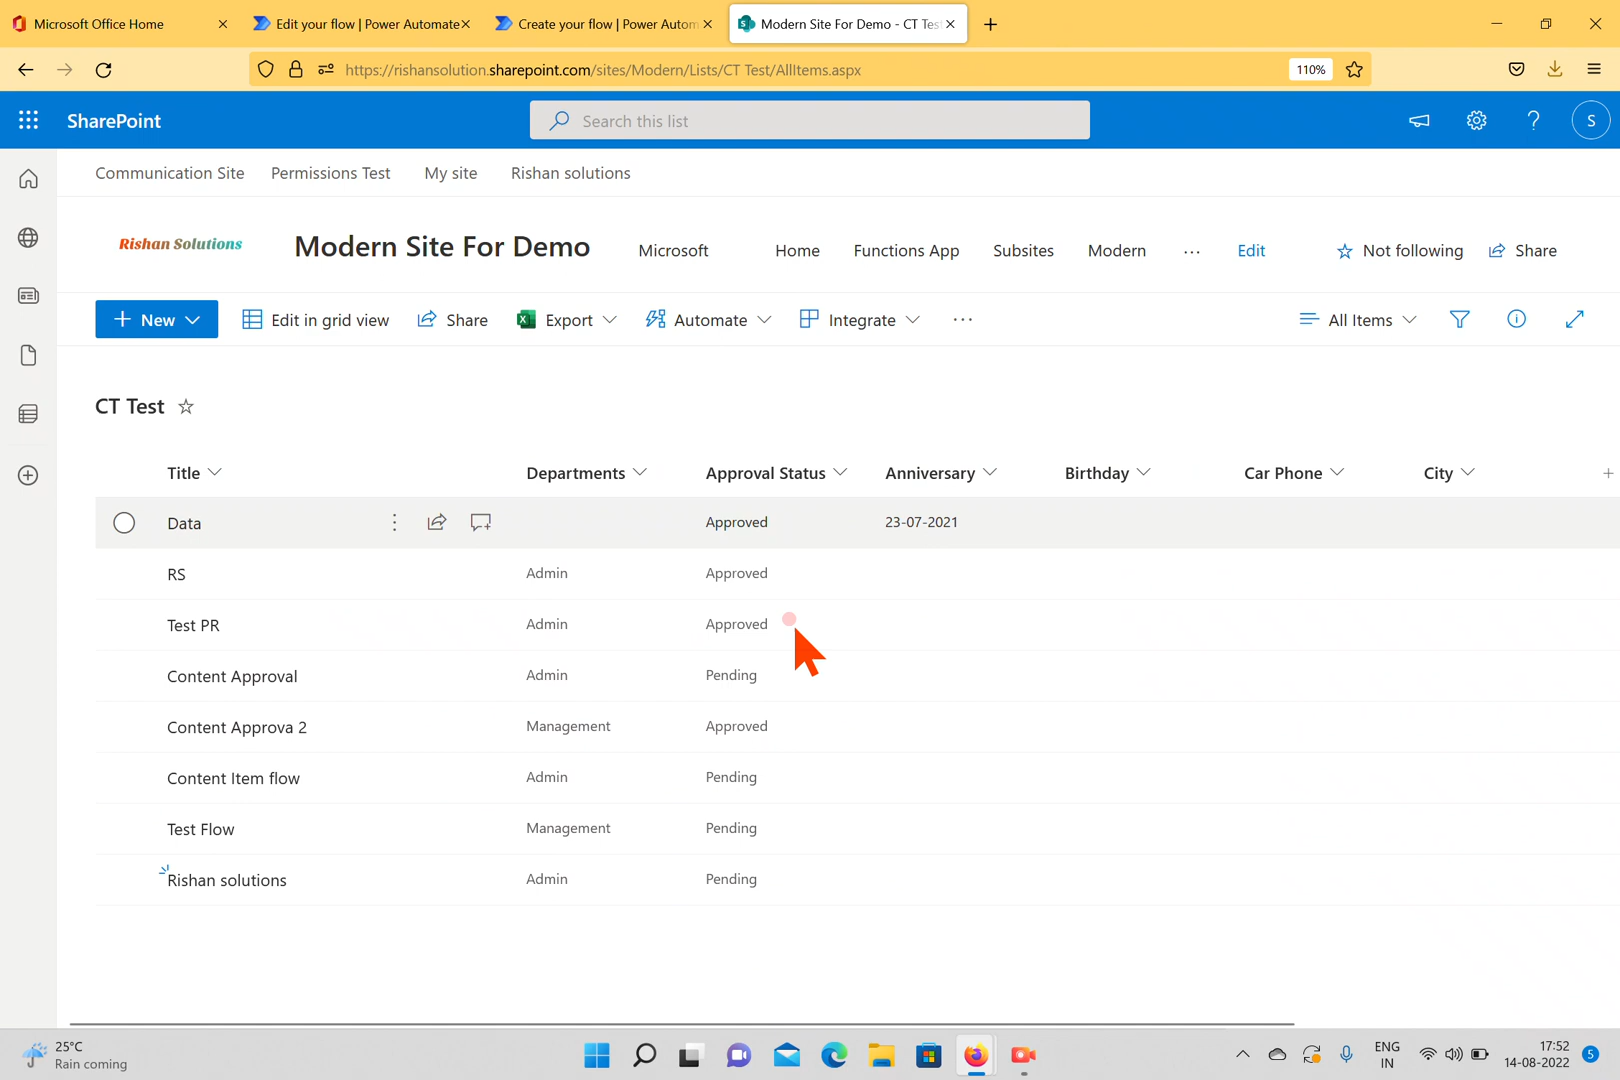 Microsoft Office Home
Edit your flow | Power Automate
Create your flow | Power Autom
Modern Site For Demo - CT Tes
https://rishansolution.sharepoint.com/sites/Modern/Lists/CT Test/AllItems.aspx
110%
SharePoint
Search this list
?
S
Communication Site
Permissions Test
My site
Rishan solutions
Rishan Solutions
Modern Site For Demo
Microsoft
Home
Functions App
Subsites
Modern
...
Edit
Not following
Share
+ New
Edit in grid view
Share
Export
Automate
Integrate
...
All Items
CT Test
Title
Departments
Approval Status
Anniversary
Birthday
Car Phone
City
+
Data
Approved
23-07-2021
RS
Admin
Approved
Test PR
Admin
Approved
Content Approval
Admin
Pending
Content Approva 2
Management
Approved
Content Item flow
Admin
Pending
Test Flow
Management
Pending
Rishan solutions
Admin
Pending
25°C
Rain coming
ENG
IN
17:52
14-08-2022
5